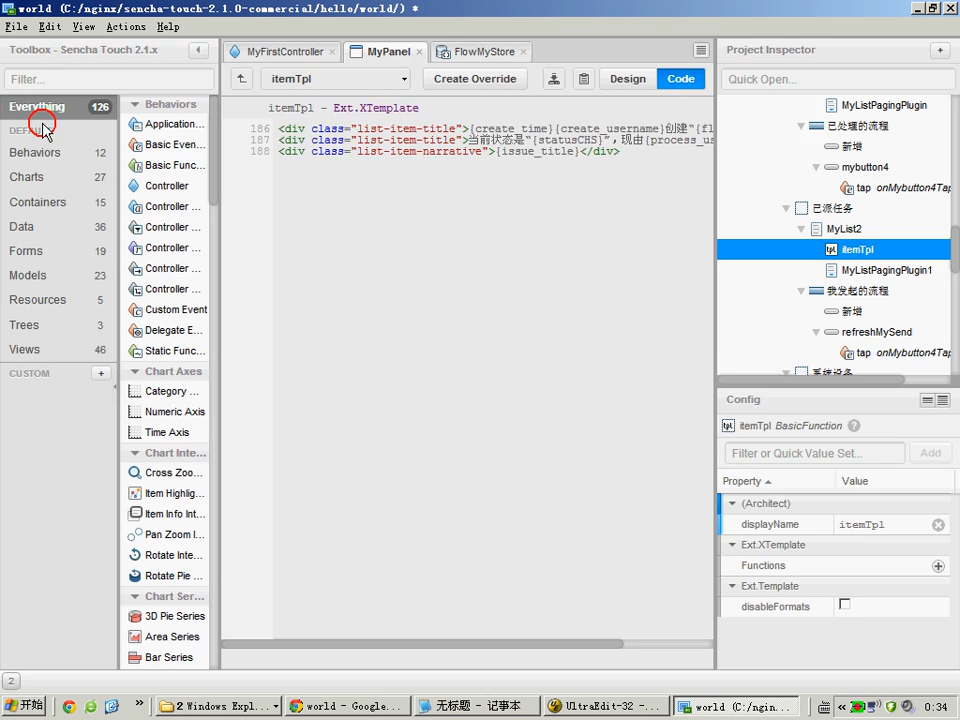 world (C:/nginx/sencha-touch-2.1.0-commercial/hello/world/) *
File Edit View Actions Help
Toolbox - Sencha Touch 2.1.x
Filter...
Everything 126
Behaviors 12
Charts 27
Containers 15
Data 36
Forms 19
Models 23
Resources 5
Trees 3
Views 46
CUSTOM +
Behaviors
Application...
Basic Even...
Basic Func...
Controller
Controller ...
Controller ...
Controller ...
Controller ...
Controller ...
Custom Event
Delegate E...
Static Func...
Chart Axes
Category ...
Numeric Axis
Time Axis
Chart Inte...
Cross Zoo...
Item Highlig...
Item Info Int...
Pan Zoom I...
Rotate Inte...
Rotate Pie ...
Chart Ser...
3D Pie Series
Area Series
Bar Series
MyFirstController × MyPanel × FlowMyStore ×
itemTpl Create Override Design Code
itemTpl - Ext.XTemplate
186 <div class="list-item-title">{create_time}{create_username}创建“{fl
187 <div class="list-item-title">当前状态是“{statusCHS}”，现由{process_us
188 <div class="list-item-narrative">{issue_title}</div>
Project Inspector +
Quick Open...
MyListPagingPlugin
已处理的流程
新增
mybutton4
tap onMybutton4Tap
已派任务
MyList2
itemTpl
MyListPagingPlugin1
我发起的流程
新增
refreshMySend
tap onMybutton4Tap
系统设备
Config
itemTpl BasicFunction ?
Filter or Quick Value Set... Add
Property Value
(Architect)
displayName itemTpl
Ext.XTemplate
Functions
Ext.Template
disableFormats
2
开始 » 2 Windows Expl... world - Google... 无标题 - 记事本 UltraEdit-32 - ... world (C:/ngin... « 0:34